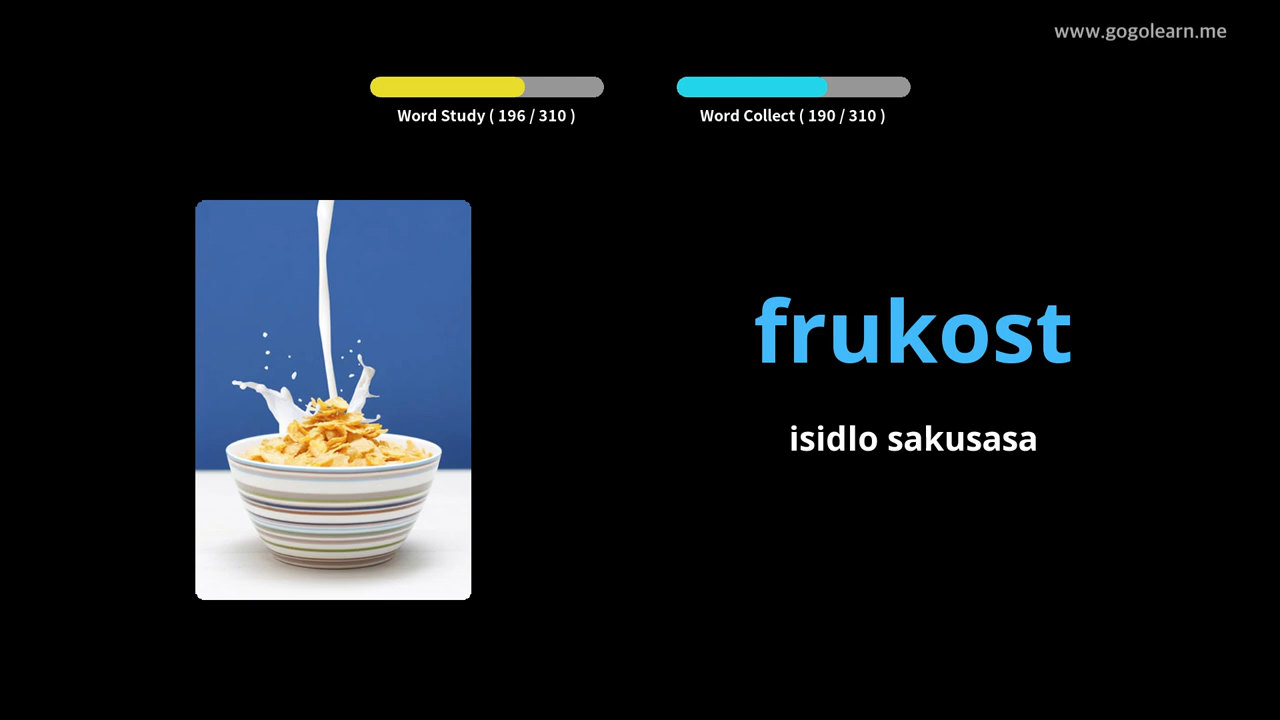 www.gogolearn.me
Word Study ( 196 / 310 )
Word Collect ( 190 / 310 )
frukost
isidlo sakusasa